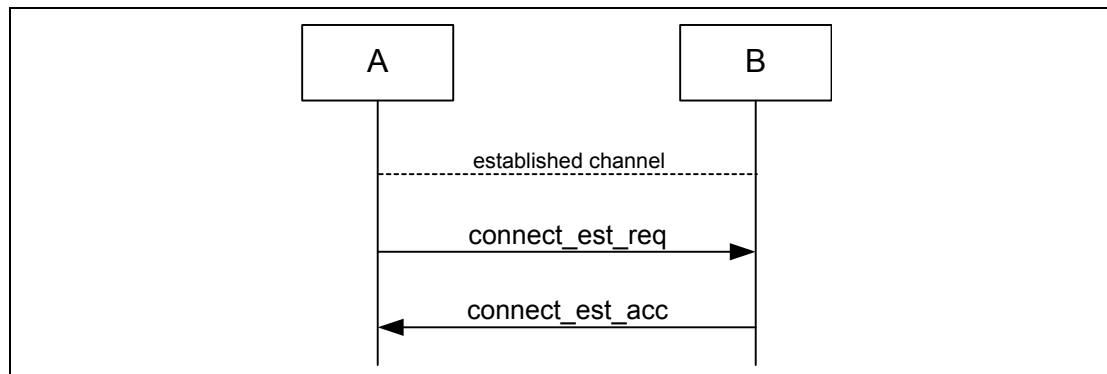 A
B
established channel
connect_est_req
connect_est_acc